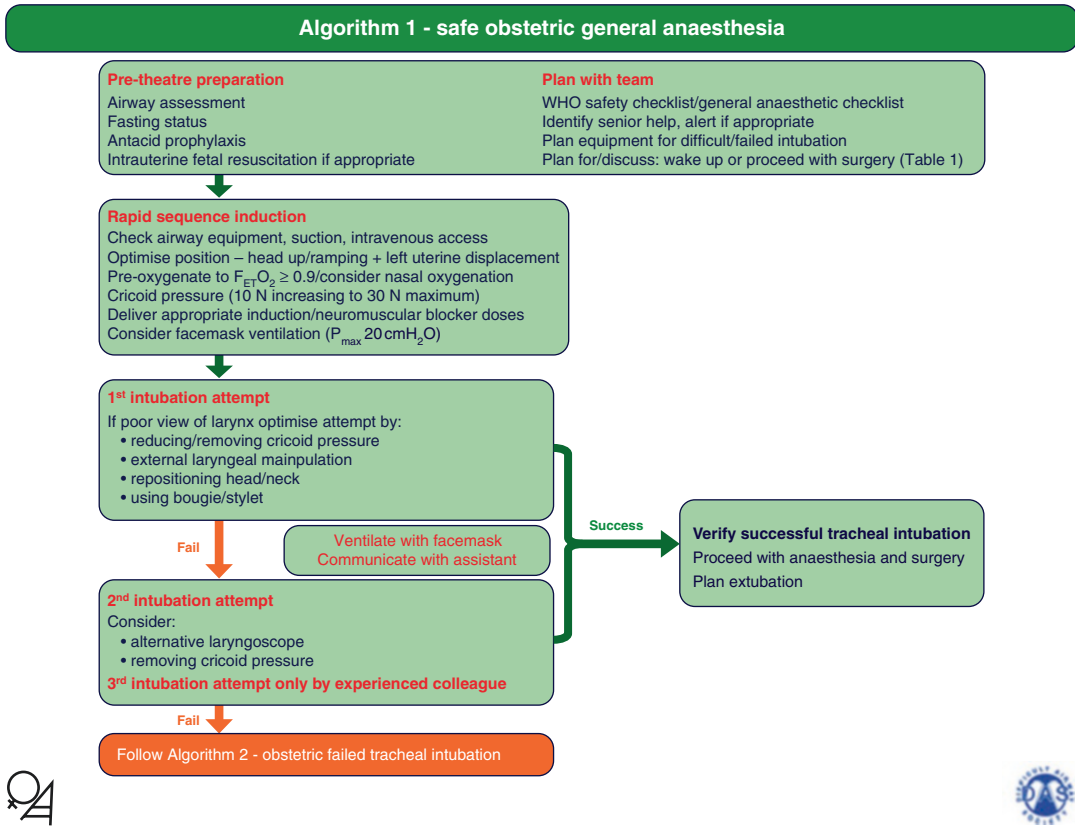 Algorithm 1 - safe obstetric general anaesthesia
Pre-theatre preparation
Airway assessment
Fasting status
Antacid prophylaxis
Intrauterine fetal resuscitation if appropriate
Plan with team
WHO safety checklist/general anaesthetic checklist
Identify senior help, alert if appropriate
Plan equipment for difficult/failed intubation
Plan for/discuss: wake up or proceed with surgery (Table 1)
Rapid sequence induction
Check airway equipment, suction, intravenous access
Optimise position – head up/ramping + left uterine displacement
Pre-oxygenate to FETO2 ≥ 0.9/consider nasal oxygenation
Cricoid pressure (10 N increasing to 30 N maximum)
Deliver appropriate induction/neuromuscular blocker doses
Consider facemask ventilation (Pmax 20 cmH2O)
1st intubation attempt
If poor view of larynx optimise attempt by:
• reducing/removing cricoid pressure
• external laryngeal mainpulation
• repositioning head/neck
• using bougie/stylet
Fail
Ventilate with facemask
Communicate with assistant
Success
Verify successful tracheal intubation
Proceed with anaesthesia and surgery
Plan extubation
2nd intubation attempt
Consider:
• alternative laryngoscope
• removing cricoid pressure
3rd intubation attempt only by experienced colleague
Fail
Follow Algorithm 2 - obstetric failed tracheal intubation
DIFFICULT AIRWAY
DAS
SOCIETY